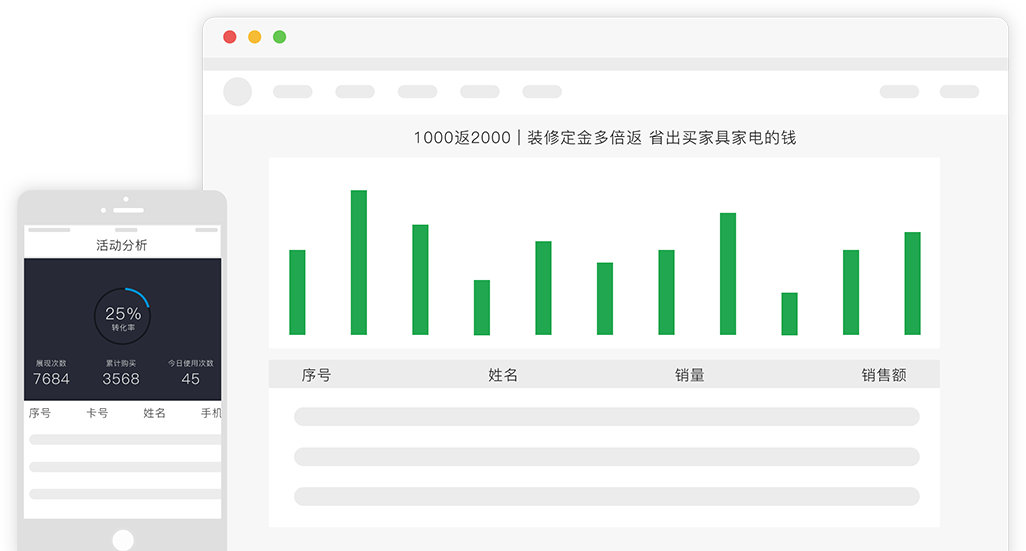 1000返2000 | 装修定金多倍返 省出买家具家电的钱
序号 姓名 销量 销售额
活动分析
25%
转化率
展现次数 累计购买 今日使用次数
7684 3568 45
序号 卡号 姓名 手机